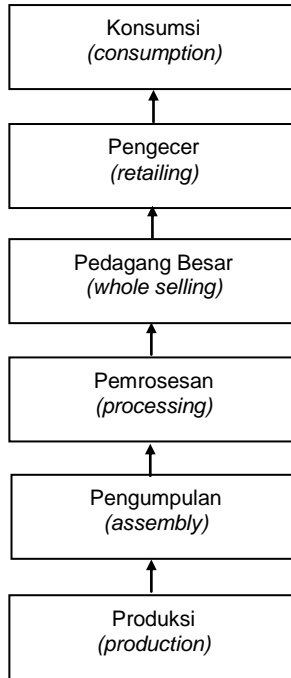 Konsumsi
(consumption)
Pengecer
(retailing)
Pedagang Besar
(whole selling)
Pemrosesan
(processing)
Pengumpulan
(assembly)
Produksi
(production)